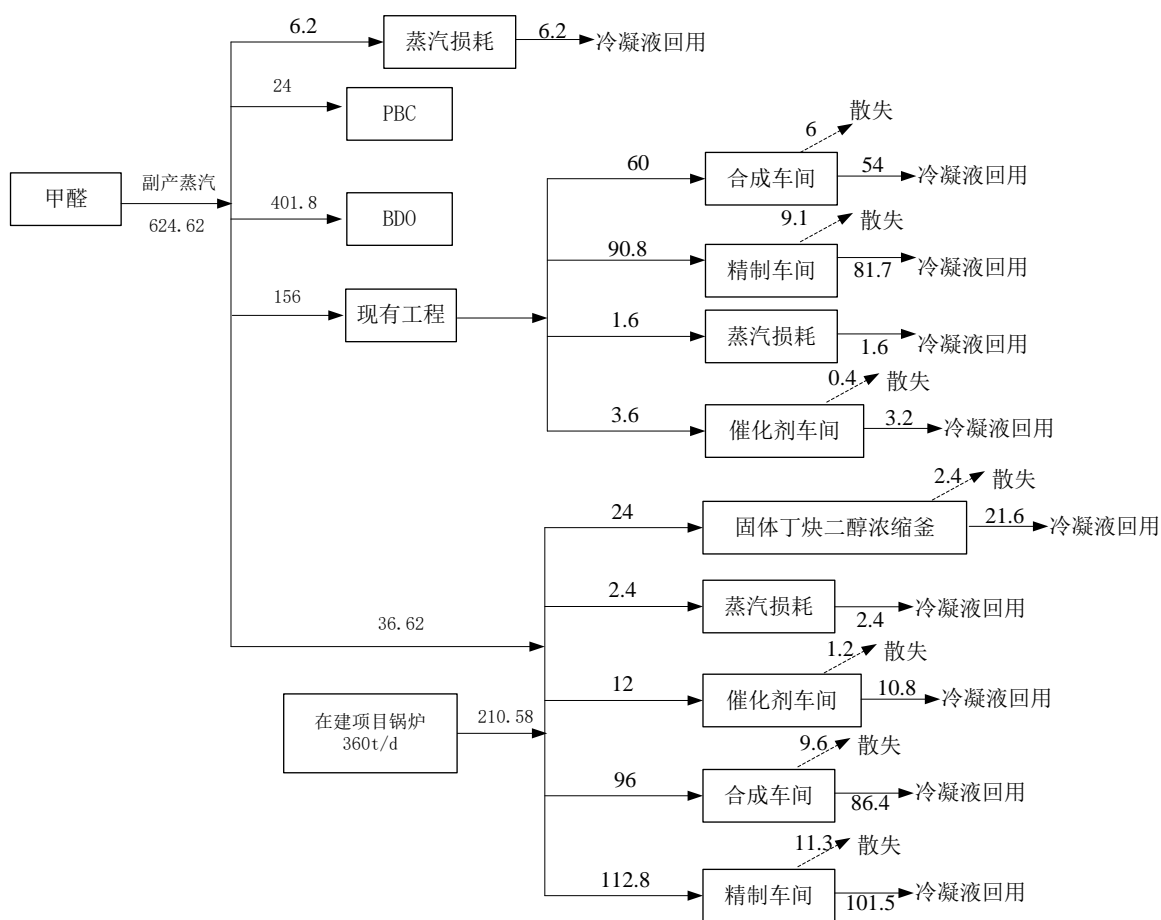 6.2
蒸汽损耗
6.2
冷凝液回用
24
PBC
甲醛
副产蒸汽
624.62
401.8
BDO
156
现有工程
60
合成车间
6
散失
54
冷凝液回用
90.8
精制车间
9.1
散失
81.7
冷凝液回用
1.6
蒸汽损耗
1.6
冷凝液回用
3.6
催化剂车间
0.4
散失
3.2
冷凝液回用
36.62
在建项目锅炉
360t/d
210.58
24
固体丁炔二醇浓缩釜
2.4
散失
21.6
冷凝液回用
2.4
蒸汽损耗
2.4
冷凝液回用
12
催化剂车间
1.2
散失
10.8
冷凝液回用
96
合成车间
9.6
散失
86.4
冷凝液回用
112.8
精制车间
11.3
散失
101.5
冷凝液回用